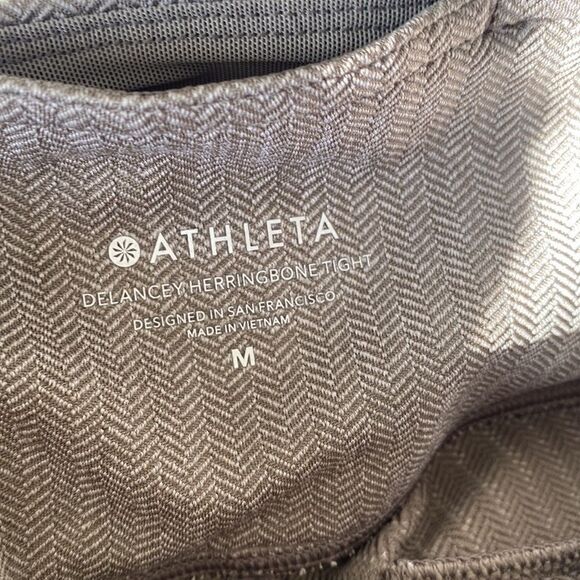 ATHLETA
DELANCEY HERRINGBONE TIGHT
DESIGNED IN SAN FRANCISCO
MADE IN VIETNAM
M